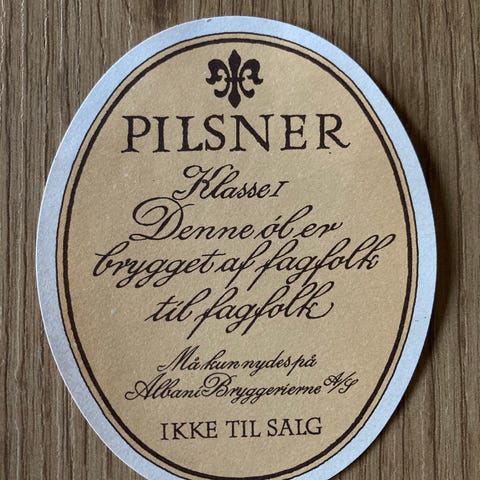 PILSNER
Klasse I
Denne øl er
brygget af fagfolk
til fagfolk
Må kun nydes på
Albani Bryggerierne A/S
IKKE TIL SALG